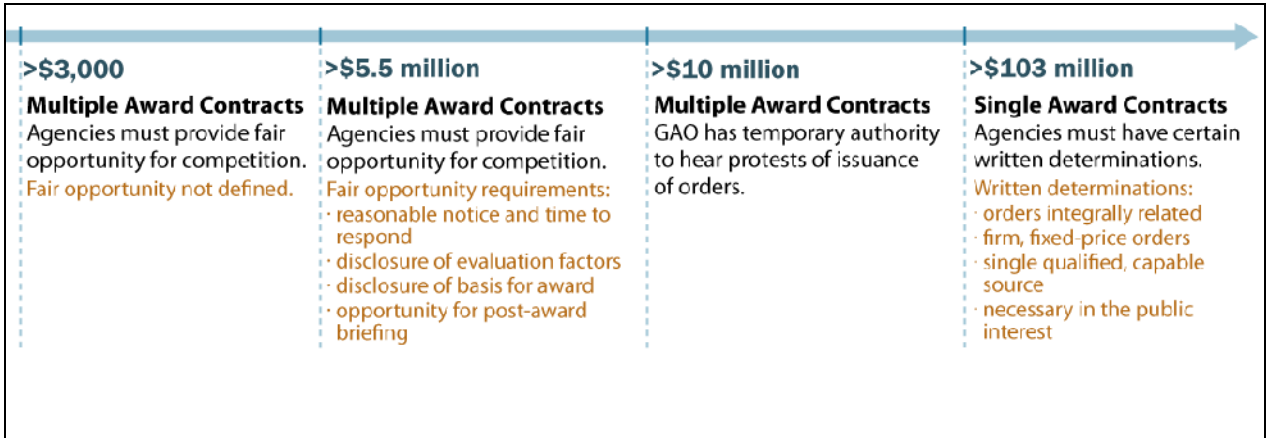 >$3,000
Multiple Award Contracts
Agencies must provide fair
opportunity for competition.
Fair opportunity not defined.
>$5.5 million
Multiple Award Contracts
Agencies must provide fair
opportunity for competition.
Fair opportunity requirements:
· reasonable notice and time to
respond
· disclosure of evaluation factors
· disclosure of basis for award
· opportunity for post-award
briefing
>$10 million
Multiple Award Contracts
GAO has temporary authority
to hear protests of issuance
of orders.
>$103 million
Single Award Contracts
Agencies must have certain
written determinations.
Written determinations:
· orders integrally related
· firm, fixed-price orders
· single qualified, capable
source
· necessary in the public
interest